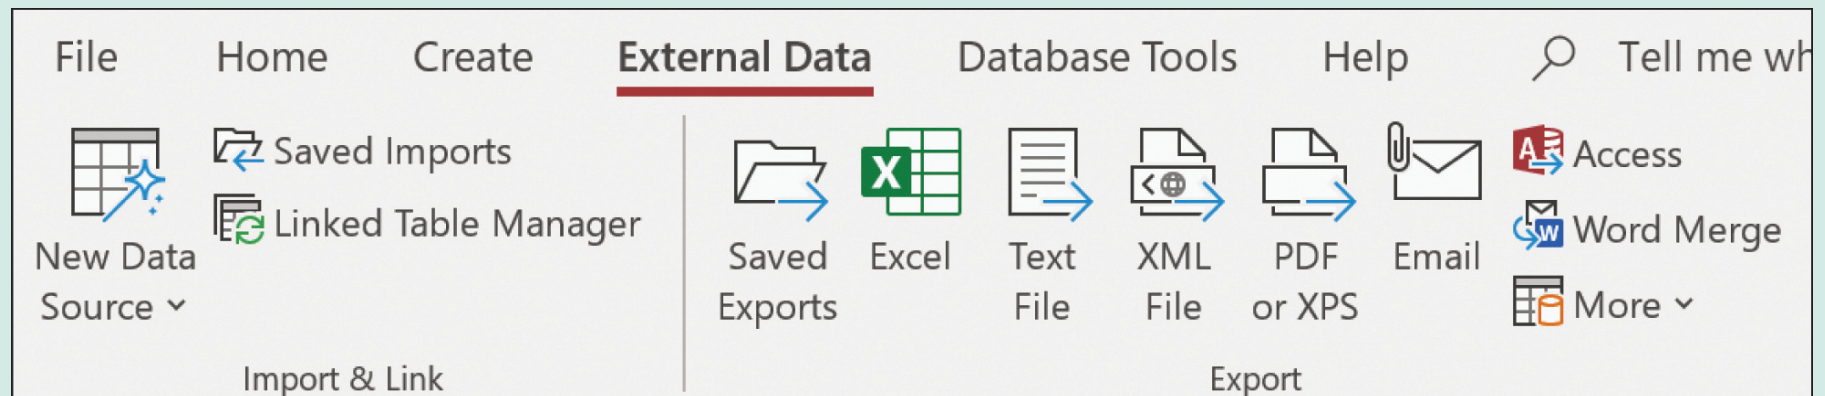 File Home Create External Data Database Tools Help Tell me wh
Saved Imports
Linked Table Manager
New Data
Source
Import & Link
Saved
Exports
Excel
Text
File
XML
File
PDF
or XPS
Email
Access
Word Merge
More
Export